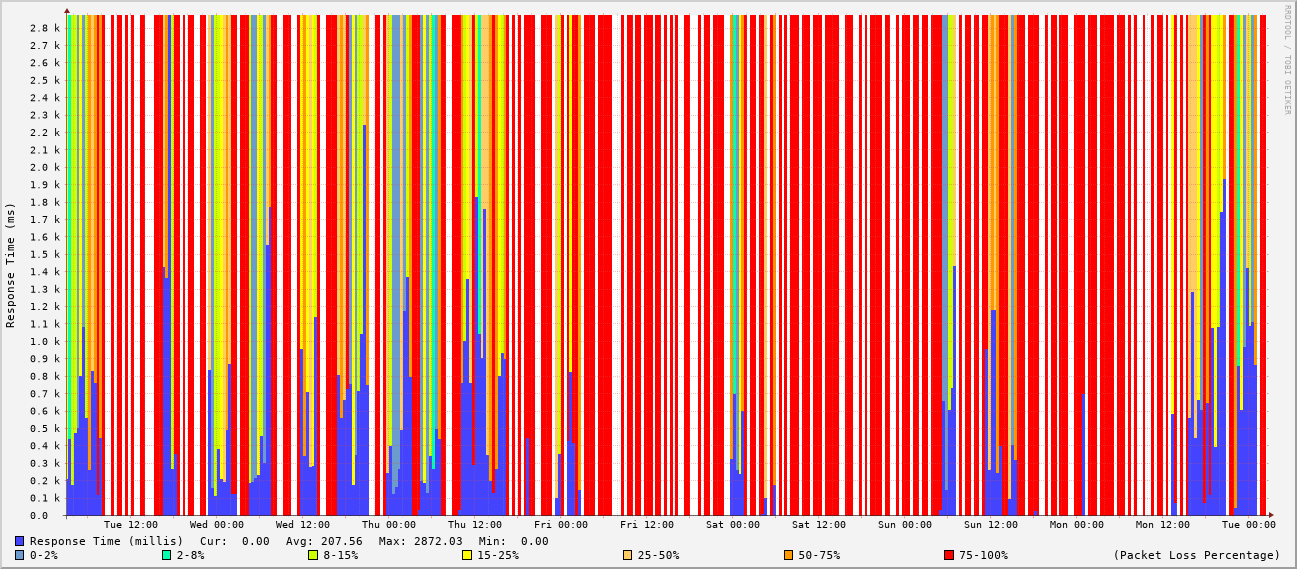 RRDTOOL / TOBI OETIKER
Response Time (ms)
2.8 k
2.7 k
2.6 k
2.5 k
2.4 k
2.3 k
2.2 k
2.1 k
2.0 k
1.9 k
1.8 k
1.7 k
1.6 k
1.5 k
1.4 k
1.3 k
1.2 k
1.1 k
1.0 k
0.9 k
0.8 k
0.7 k
0.6 k
0.5 k
0.4 k
0.3 k
0.2 k
0.1 k
0.0
Tue 12:00 Wed 00:00 Wed 12:00 Thu 00:00 Thu 12:00 Fri 00:00 Fri 12:00 Sat 00:00 Sat 12:00 Sun 00:00 Sun 12:00 Mon 00:00 Mon 12:00 Tue 00:00
Response Time (millis) Cur: 0.00 Avg: 207.56 Max: 2872.03 Min: 0.00
0-2% 2-8% 8-15% 15-25% 25-50% 50-75% 75-100% (Packet Loss Percentage)